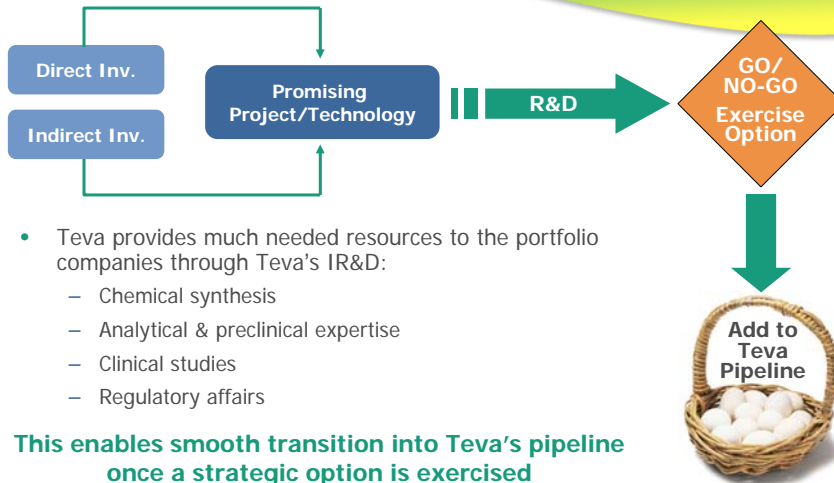 Direct Inv.
Indirect Inv.
Promising
Project/Technology
R&D
GO/
NO-GO
Exercise
Option
• Teva provides much needed resources to the portfolio
companies through Teva's IR&D:
– Chemical synthesis
– Analytical & preclinical expertise
– Clinical studies
– Regulatory affairs
Add to
Teva
Pipeline
This enables smooth transition into Teva's pipeline
once a strategic option is exercised